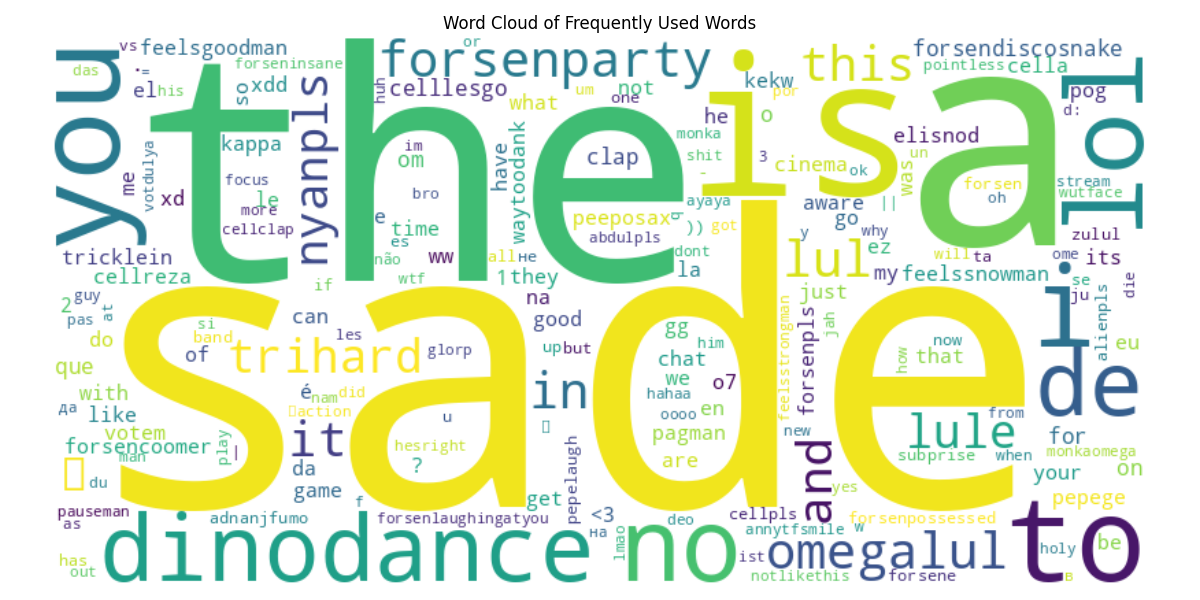 Word Cloud of Frequently Used Words
the
is
a
sade
you
lol
i
de
to
no
dinodance
omegalul
and
in
it
trihard
lul
lule
this
forsenparty
nyanpls
forsendiscosnake
vs
feelsgoodman
or
das
forseninsane
pointless
cella
el
his
so
xdd
huh
celllesgo
what
um
one
not
kekw
por
pog
d:
kappa
im
om
he
o
monka
elisnod
me
votdulya
xd
focus
le
more
cellclap
bro
have
waytoodank
clap
shit
-
3
cinema
ok
was
un
forsen
oh
stream
wutface
e
time
es
não
ww
wtf
all
не
1
they
peeposax
abdulpls
q
ayaya
))
got
dont
la
aware
||
go
y
why
ez
my
will
ta
feelssnowman
ome
its
zulul
tricklein
cellreza
if
2
guy
pas
at
do
si
band
of
que
can
les
glorp
na
good
up
but
gg
him
chat
we
o7
hahaa
oooo
en
pagman
are
just
jah
forsenpls
feelsstrongman
how
now
that
se
ju
alienpls
die
eu
with
да
like
votem
forsencoomer
man
play
|
é
nam
did
action
u
hesright
?
da
game
f
get
pepelaugh
<3
на
lmao
new
yes
from
subprise
when
for
monkaomega
your
on
pepege
du
pauseman
as
adnanjfumo
forsenlaughingatyou
deo
cellpls
annytfsmile
w
forsenpossessed
ist
notlikethis
forsene
holy
be
в
has
out